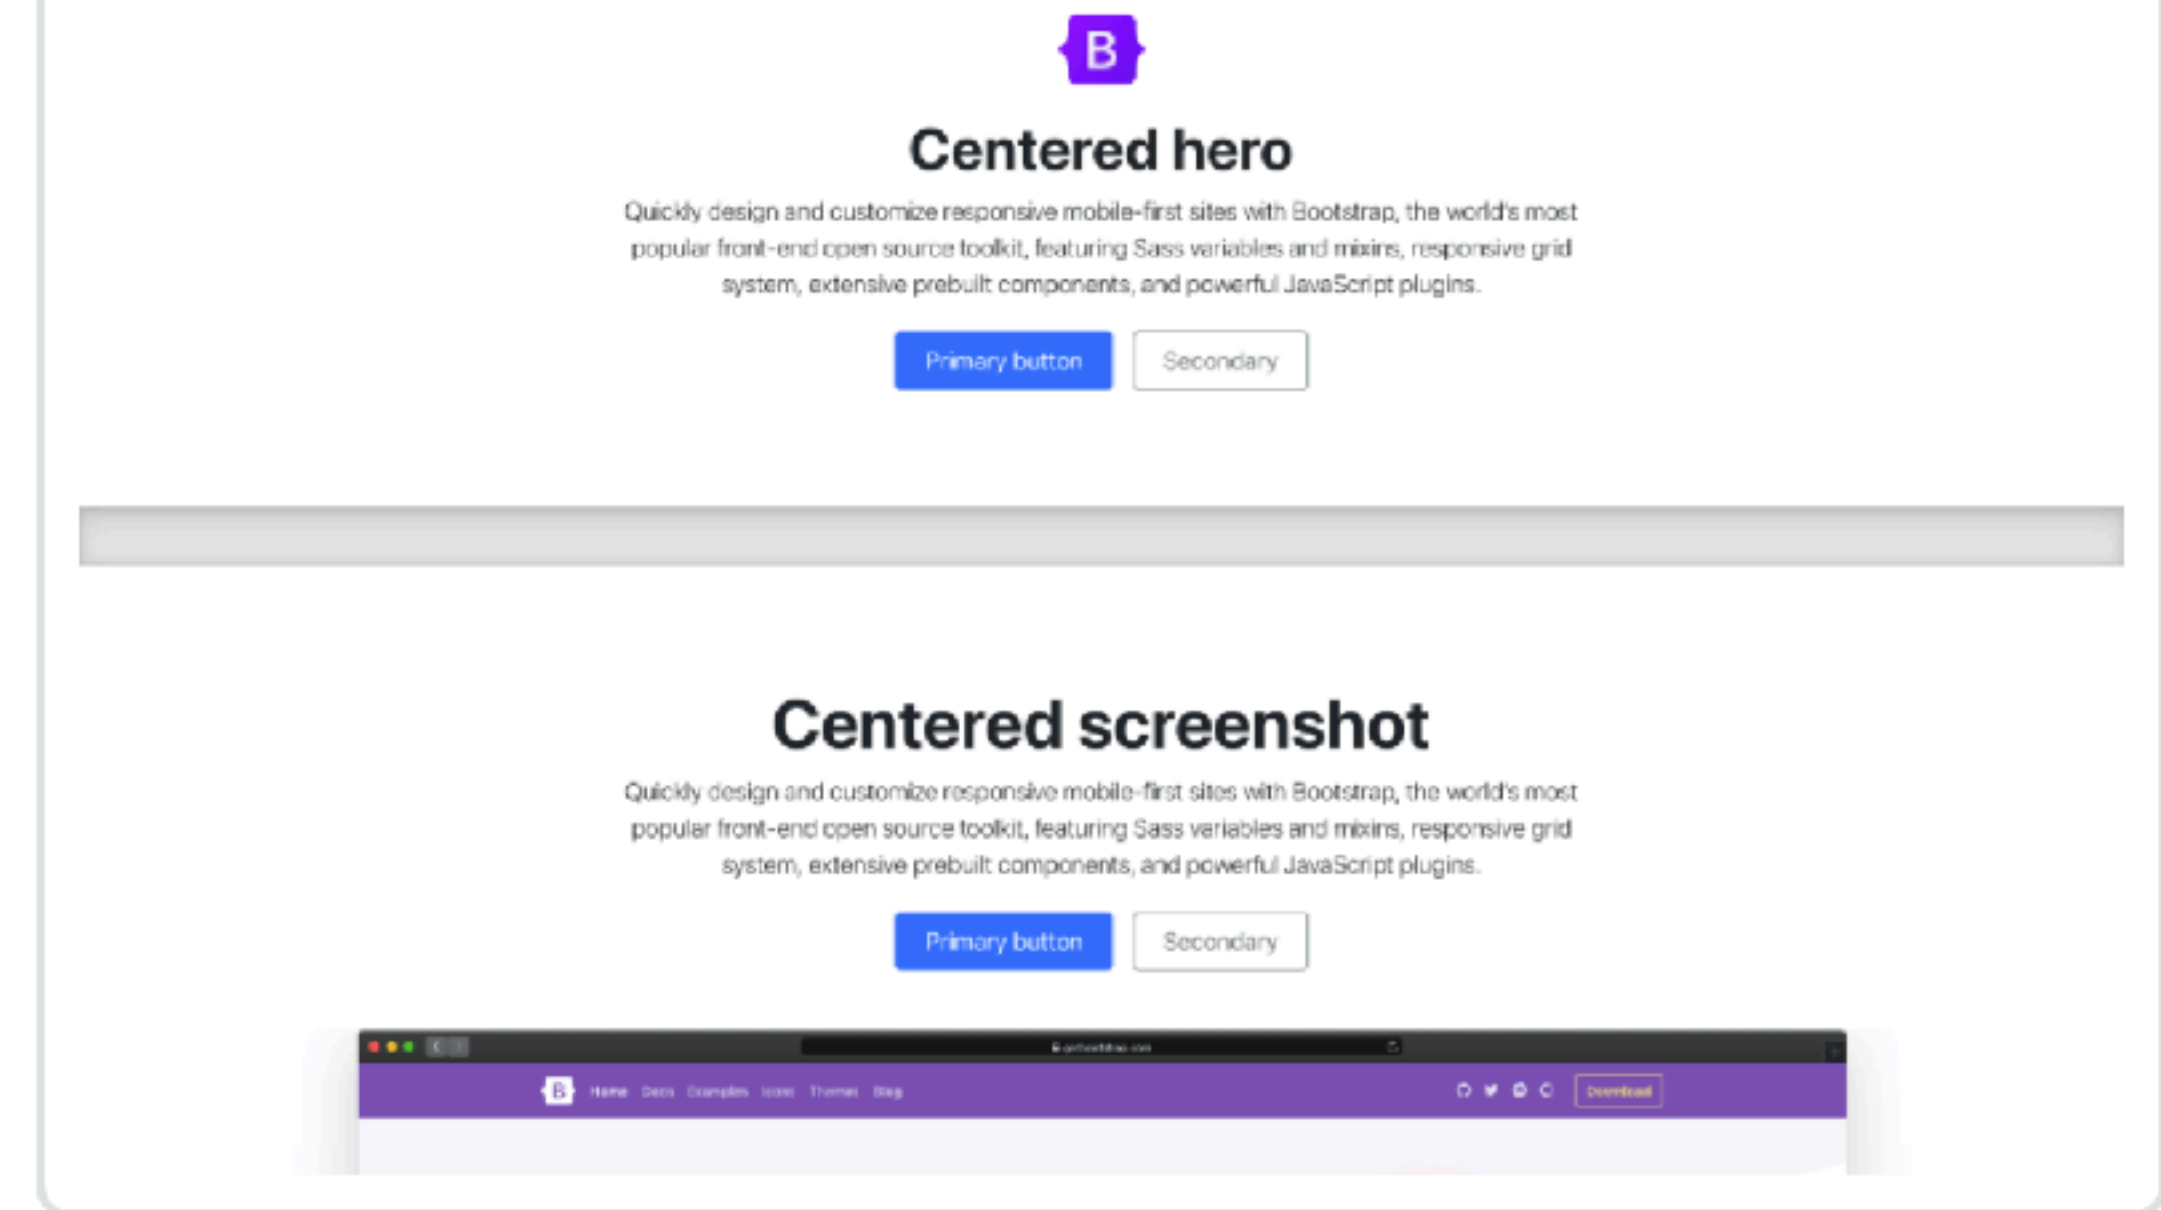 B
Centered hero
Quickly design and customize responsive mobile-first sites with Bootstrap, the world's most
popular front-end open source toolkit, featuring Sass variables and mixins, responsive grid
system, extensive prebuilt components, and powerful JavaScript plugins.
Primary button Secondary
Centered screenshot
Quickly design and customize responsive mobile-first sites with Bootstrap, the world's most
popular front-end open source toolkit, featuring Sass variables and mixins, responsive grid
system, extensive prebuilt components, and powerful JavaScript plugins.
Primary button Secondary
getbootstrap.com
B Home Docs Examples Icons Themes Blog Download